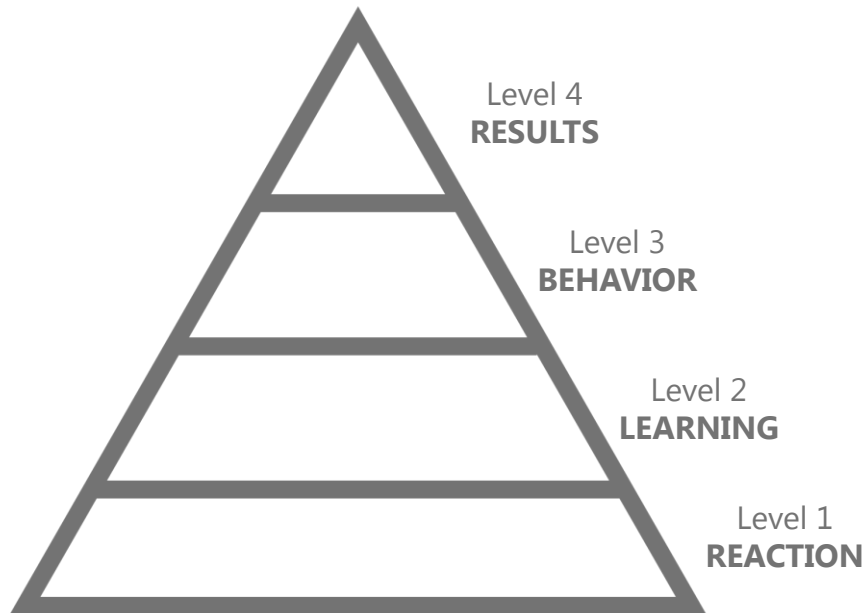 Level 4
RESULTS
Level 3
BEHAVIOR
Level 2
LEARNING
Level 1
REACTION